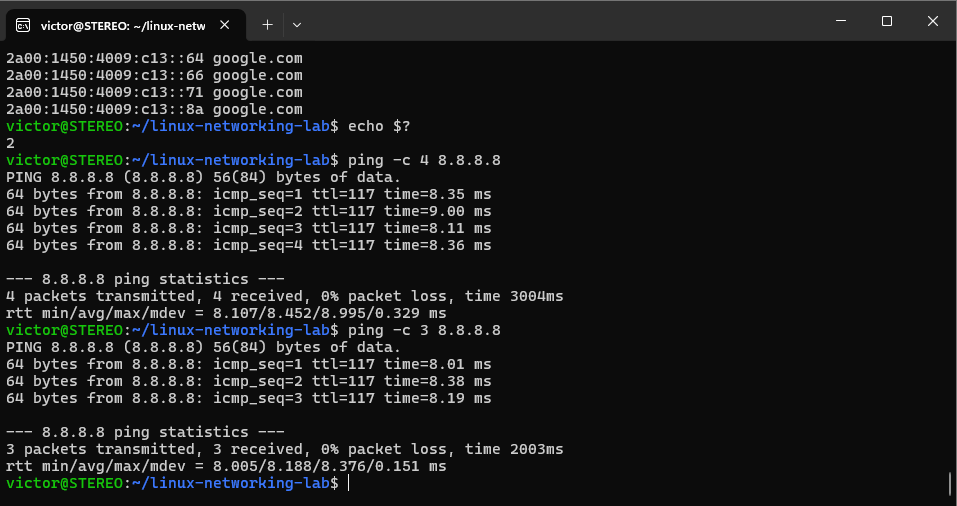 victor@STEREO: ~/linux-netw
2a00:1450:4009:c13::64 google.com
2a00:1450:4009:c13::66 google.com
2a00:1450:4009:c13::71 google.com
2a00:1450:4009:c13::8a google.com
victor@STEREO:~/linux-networking-lab$ echo $?
2
victor@STEREO:~/linux-networking-lab$ ping -c 4 8.8.8.8
PING 8.8.8.8 (8.8.8.8) 56(84) bytes of data.
64 bytes from 8.8.8.8: icmp_seq=1 ttl=117 time=8.35 ms
64 bytes from 8.8.8.8: icmp_seq=2 ttl=117 time=9.00 ms
64 bytes from 8.8.8.8: icmp_seq=3 ttl=117 time=8.11 ms
64 bytes from 8.8.8.8: icmp_seq=4 ttl=117 time=8.36 ms

--- 8.8.8.8 ping statistics ---
4 packets transmitted, 4 received, 0% packet loss, time 3004ms
rtt min/avg/max/mdev = 8.107/8.452/8.995/0.329 ms
victor@STEREO:~/linux-networking-lab$ ping -c 3 8.8.8.8
PING 8.8.8.8 (8.8.8.8) 56(84) bytes of data.
64 bytes from 8.8.8.8: icmp_seq=1 ttl=117 time=8.01 ms
64 bytes from 8.8.8.8: icmp_seq=2 ttl=117 time=8.38 ms
64 bytes from 8.8.8.8: icmp_seq=3 ttl=117 time=8.19 ms

--- 8.8.8.8 ping statistics ---
3 packets transmitted, 3 received, 0% packet loss, time 2003ms
rtt min/avg/max/mdev = 8.005/8.188/8.376/0.151 ms
victor@STEREO:~/linux-networking-lab$